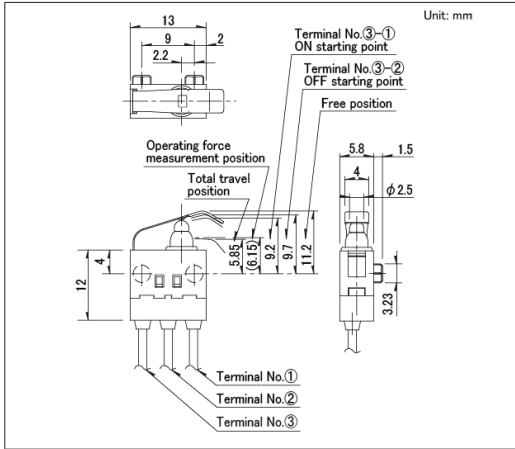 Unit: mm
13
9
2
2.2
Terminal No.③-①
ON starting point
Terminal No.③-②
OFF starting point
Free position
Operating force
measurement position
Total travel
position
5.8
1.5
4
φ2.5
4
12
5.85
(6.15)
9.2
9.7
11.2
3.23
Terminal No.①
Terminal No.②
Terminal No.③